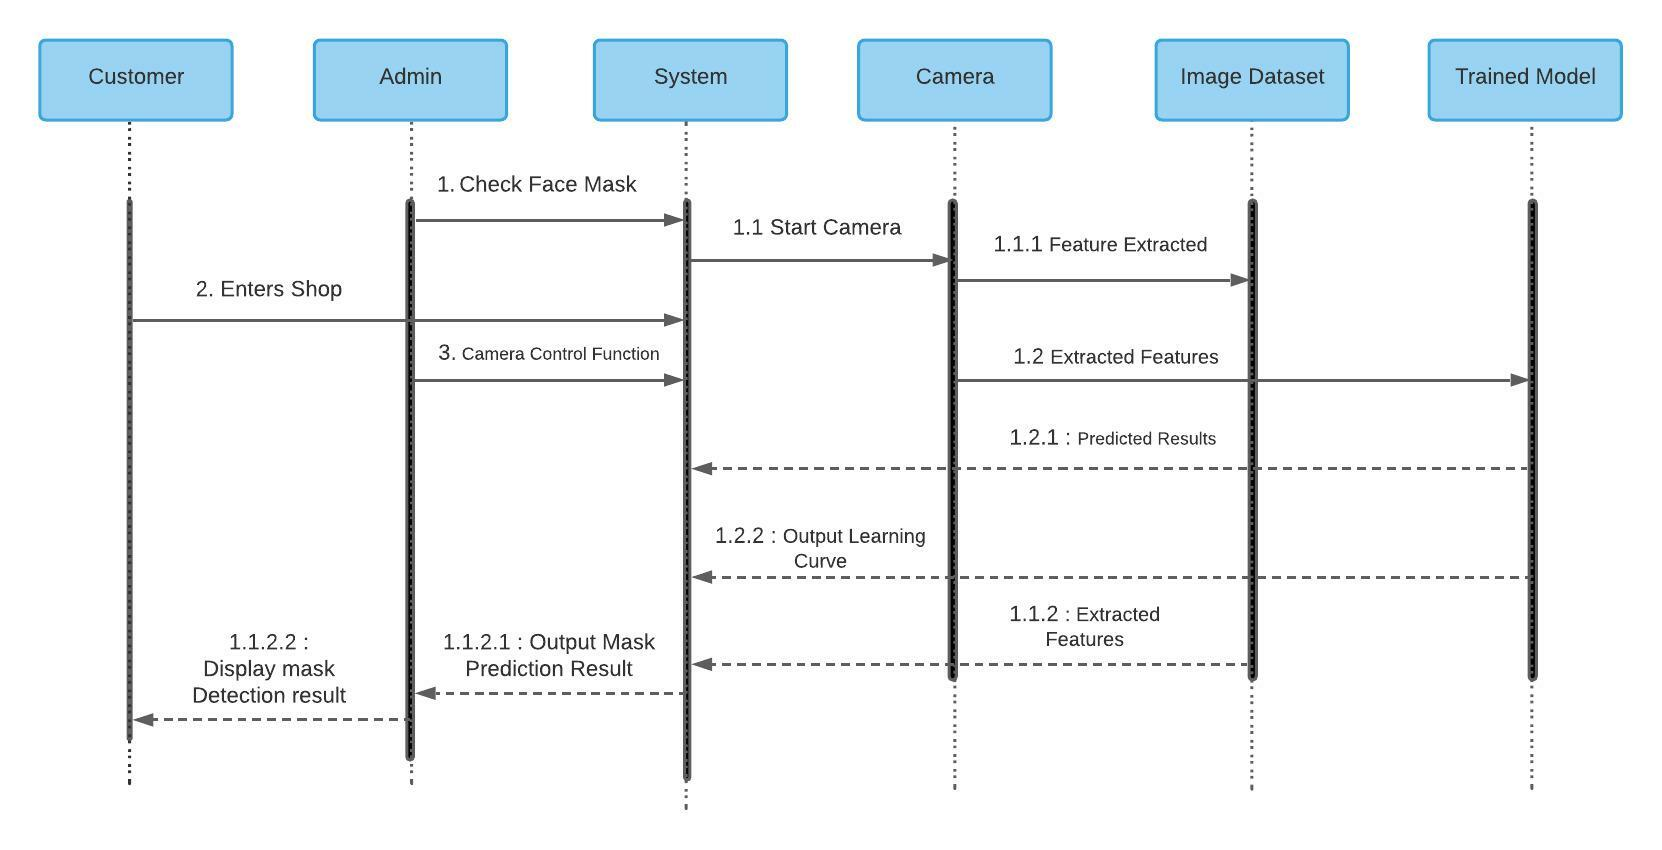 Customer
Admin
System
Camera
Image Dataset
Trained Model
1. Check Face Mask
1.1 Start Camera
1.1.1 Feature Extracted
2. Enters Shop
3. Camera Control Function
1.2 Extracted Features
1.2.1 : Predicted Results
1.2.2 : Output Learning
Curve
1.1.2 : Extracted
Features
1.1.2.2 :
Display mask
Detection result
1.1.2.1 : Output Mask
Prediction Result